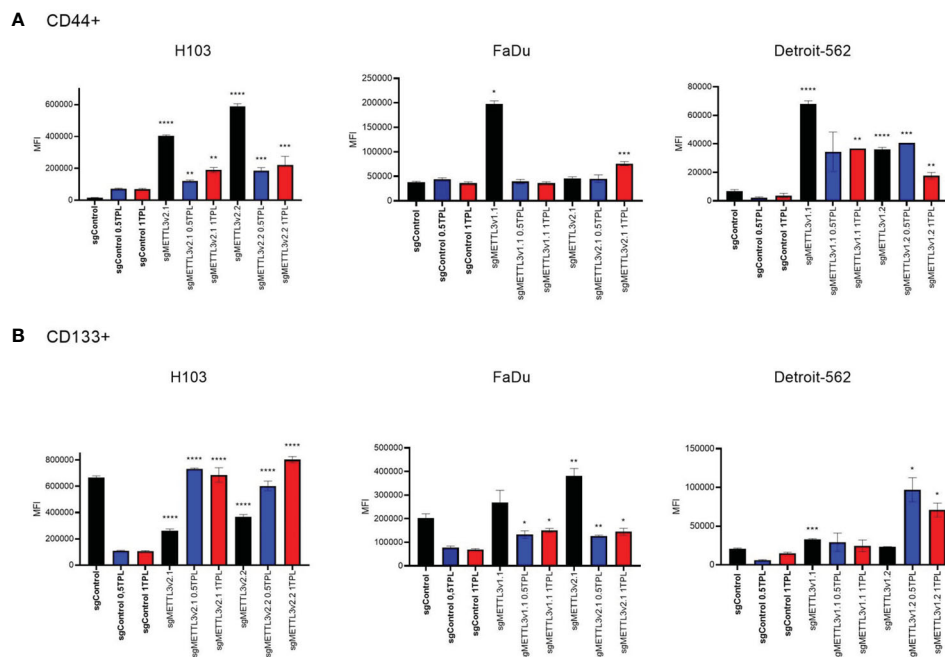 A CD44+
H103
FaDu
Detroit-562
MFI
600000
400000
200000
0
****
**
**
****
***
***
sgControl
sgControl 0.5TPL
sgControl 1TPL
sgMETTL3v2.1
sgMETTL3v2.1 0.5TPL
sgMETTL3v2.1 1TPL
sgMETTL3v2.2
sgMETTL3v2.2 0.5TPL
sgMETTL3v2.2 1TPL
MFI
250000
200000
150000
100000
50000
0
*
***
sgControl
sgControl 0.5TPL
sgControl 1TPL
sgMETTL3v1.1
sgMETTL3v1.1 0.5TPL
sgMETTL3v1.1 1TPL
sgMETTL3v2.1
sgMETTL3v2.1 0.5TPL
sgMETTL3v2.1 1TPL
MFI
80000
60000
40000
20000
0
****
**
****
***
**
sgControl
sgControl 0.5TPL
sgControl 1TPL
sgMETTL3v1.1
sgMETTL3v1.1 0.5TPL
sgMETTL3v1.1 1TPL
sgMETTL3v1.2
sgMETTL3v1.2 0.5TPL
sgMETTL3v1.2 1TPL
B CD133+
H103
FaDu
Detroit-562
MFI
800000
600000
400000
200000
0
****
****
****
****
****
****
sgControl
sgControl 0.5TPL
sgControl 1TPL
sgMETTL3v2.1
sgMETTL3v2.1 0.5TPL
sgMETTL3v2.1 1TPL
sgMETTL3v2.2
sgMETTL3v2.2 0.5TPL
sgMETTL3v2.2 1TPL
MFI
500000
400000
300000
200000
100000
0
*
*
**
**
*
sgControl
sgControl 0.5TPL
sgControl 1TPL
sgMETTL3v1.1
gMETTL3v1.1 0.5TPL
sgMETTL3v1.1 1TPL
sgMETTL3v2.1
sgMETTL3v2.1 0.5TPL
sgMETTL3v2.1 1TPL
MFI
150000
100000
50000
0
***
*
*
sgControl
sgControl 0.5TPL
sgControl 1TPL
sgMETTL3v1.1
sgMETTL3v1.1 0.5TPL
sgMETTL3v1.1 1TPL
sgMETTL3v1.2
gMETTL3v1.2 0.5TPL
sgMETTL3v1.2 1TPL